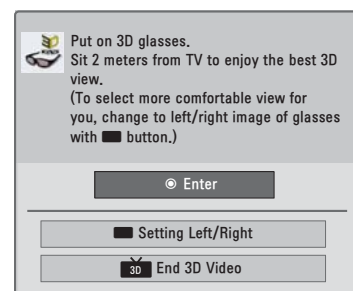 Put on 3D glasses.
Sit 2 meters from TV to enjoy the best 3D
view.
(To select more comfortable view for
you, change to left/right image of glasses
with button.)
Enter
Setting Left/Right
3D End 3D Video